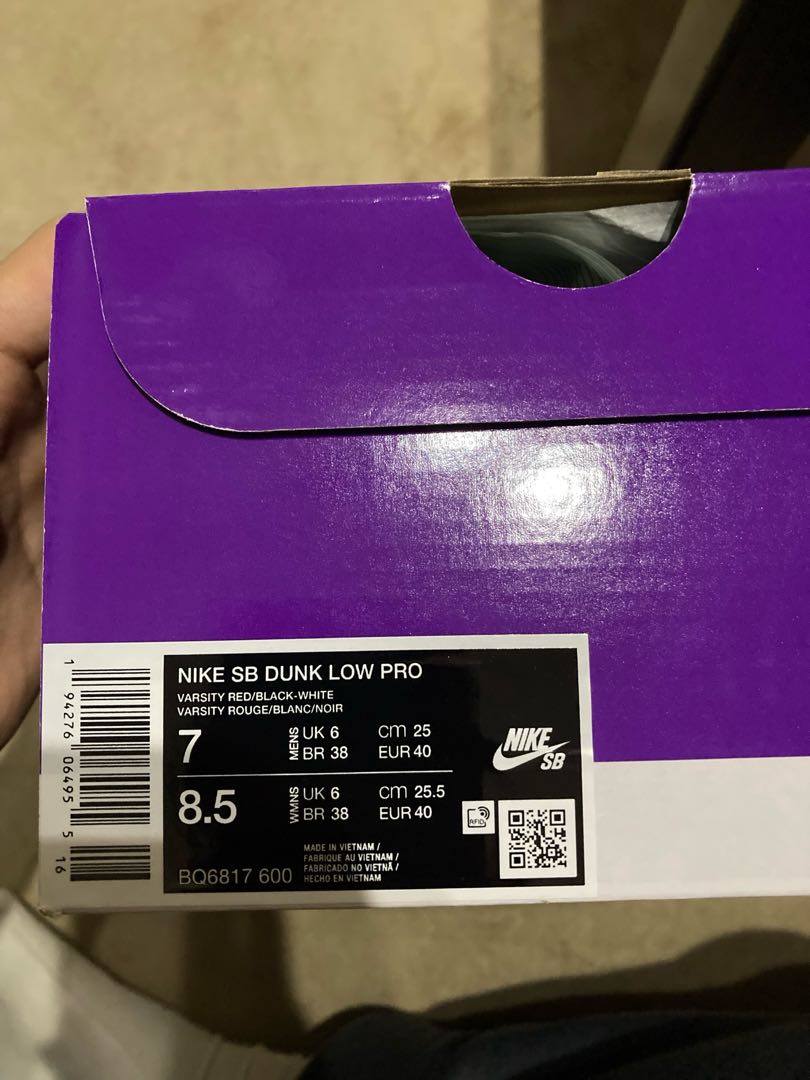 NIKE SB DUNK LOW PRO
VARSITY RED/BLACK-WHITE
VARSITY ROUGE/BLANC/NOIR
7 MENS UK 6 cm 25
BR 38 EUR 40
8.5 WMNS UK 6 cm 25.5
BR 38 EUR 40
NIKE
SB
RFID
MADE IN VIETNAM /
FABRIQUE AU VIETNAM /
FABRICADO NO VIETNÃ /
HECHO EN VIETNAM
BQ6817 600
1 94276 06495 5 16